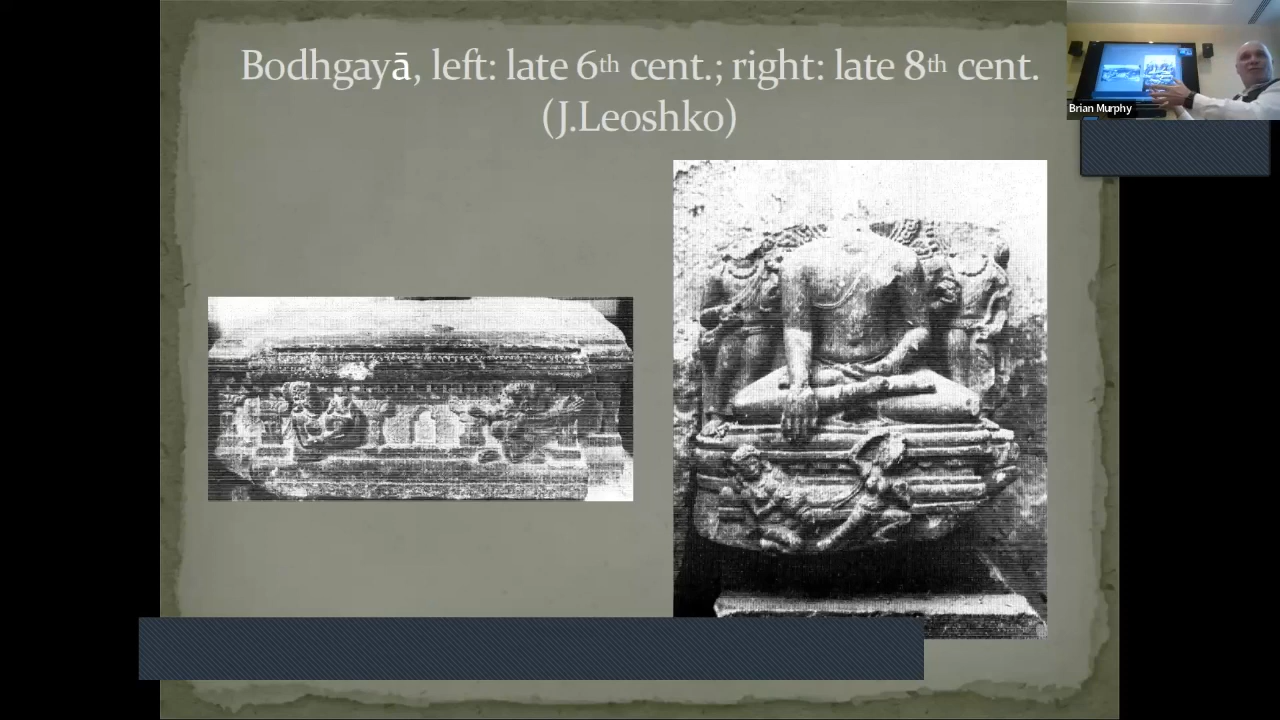 Bodhgayā, left: late 6th cent.; right: late 8th cent.
(J.Leoshko)
Brian Murphy